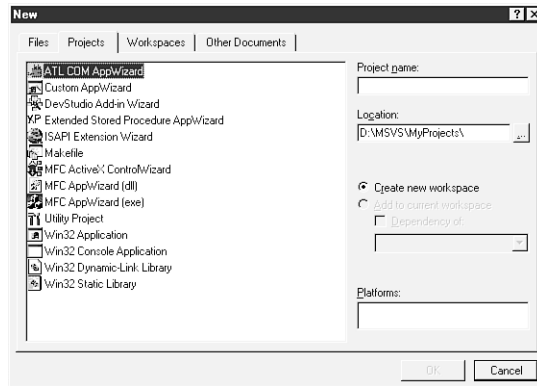 New
Files Projects Workspaces Other Documents
ATL COM AppWizard
Custom AppWizard
DevStudio Add-in Wizard
Extended Stored Procedure AppWizard
ISAPI Extension Wizard
Makefile
MFC ActiveX ControlWizard
MFC AppWizard (dll)
MFC AppWizard (exe)
Utility Project
Win32 Application
Win32 Console Application
Win32 Dynamic-Link Library
Win32 Static Library
Project name:
Location:
D:\MSVS\MyProjects\
...
Create new workspace
Add to current workspace
Dependency of:
Platforms:
OK Cancel